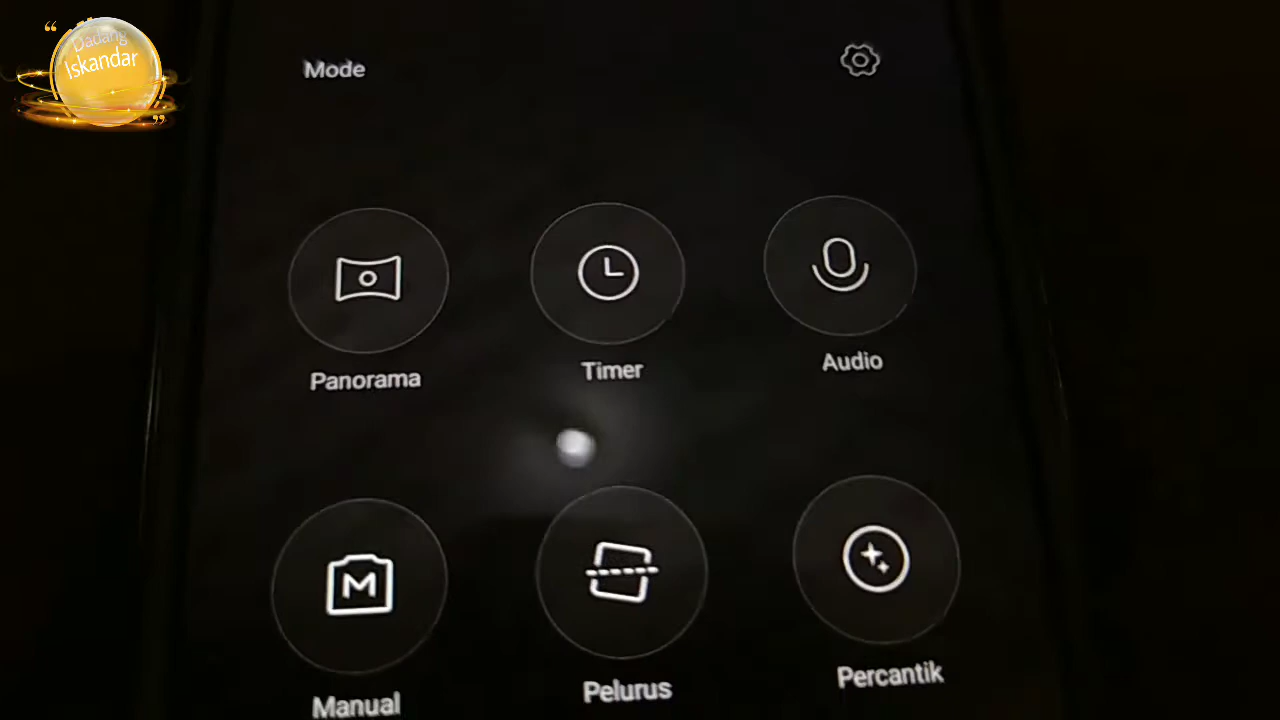 Dadang
Iskandar
Mode
Panorama
Timer
Audio
M
Manual
Pelurus
Percantik